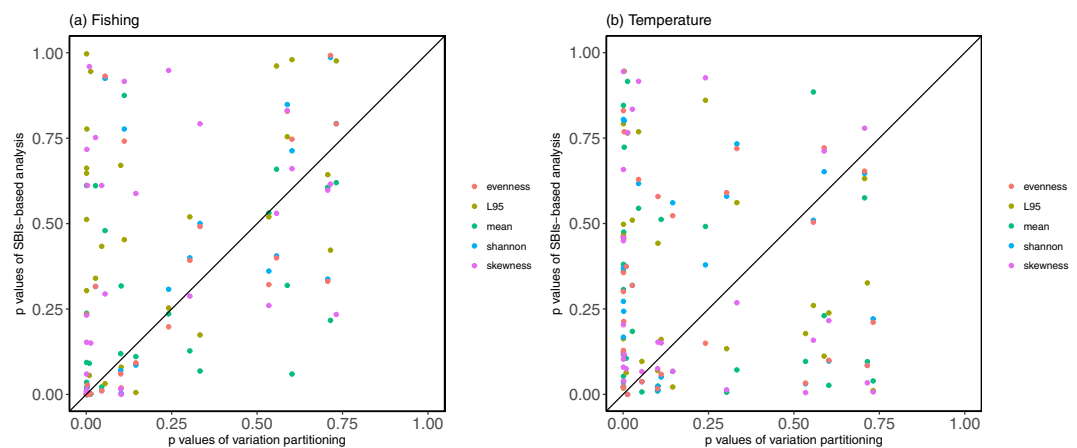 (a) Fishing
p values of SBIs−based analysis
1.00
0.75
0.50
0.25
0.00
0.00 0.25 0.50 0.75 1.00
p values of variation partitioning
evenness
L95
mean
shannon
skewness
(b) Temperature
p values of SBIs−based analysis
1.00
0.75
0.50
0.25
0.00
0.00 0.25 0.50 0.75 1.00
p values of variation partitioning
evenness
L95
mean
shannon
skewness